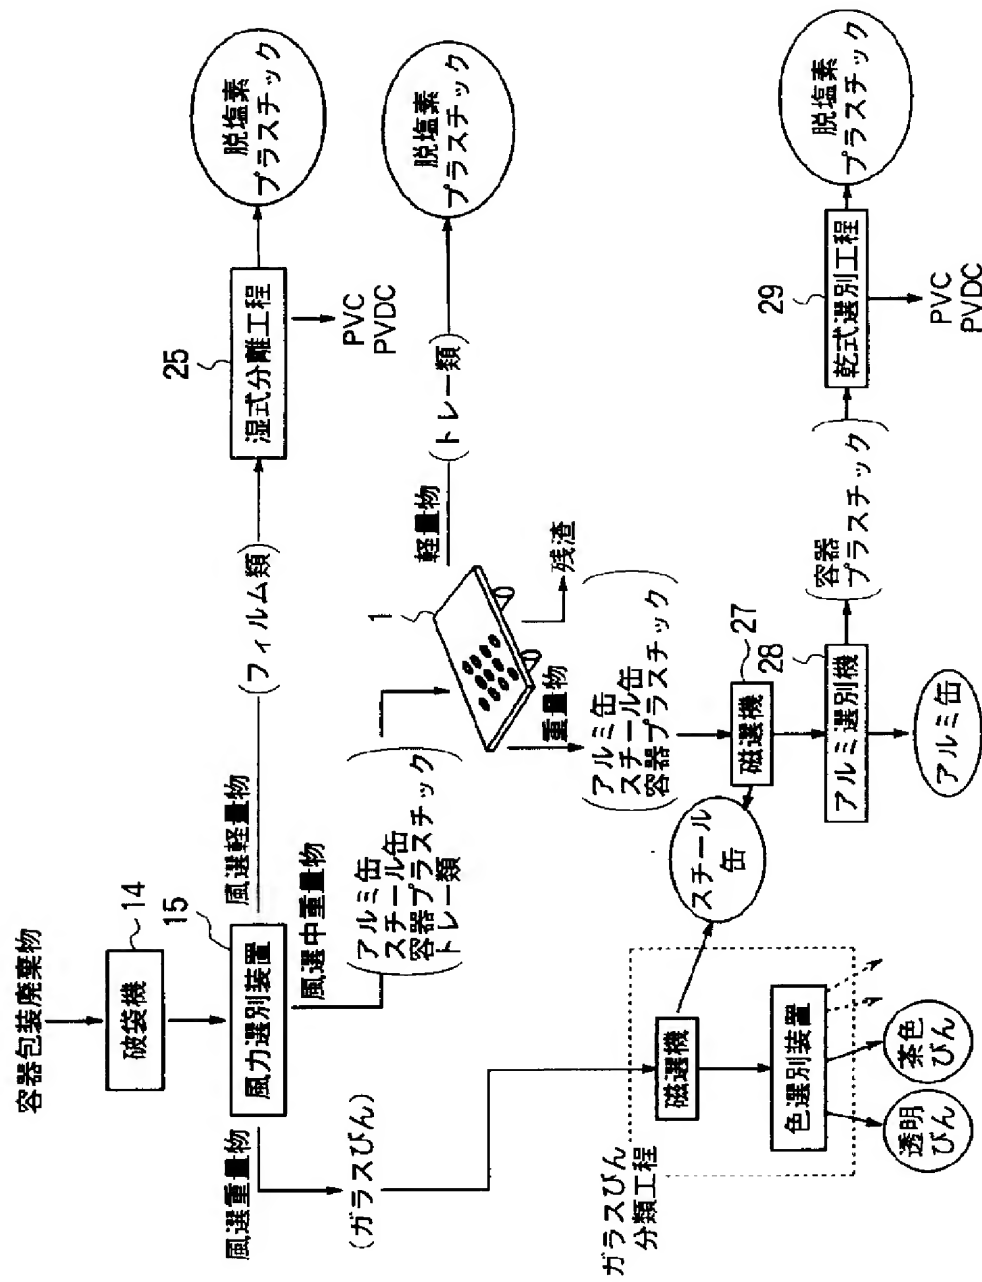 容器包装廃棄物
破袋機
14
風力選別装置
15
風選軽量物
(フィルム類)
湿式分離工程
25
脱塩素
プラスチック
PVC
PVDC
風選中重量物
アルミ缶
スチール缶
容器プラスチック
トレー類
1
軽量物
(トレー類)
脱塩素
プラスチック
残渣
重量物
アルミ缶
スチール缶
容器プラスチック
磁選機
27
スチール
缶
アルミ選別機
28
アルミ缶
(容器
プラスチック)
乾式選別工程
29
脱塩素
プラスチック
PVC
PVDC
風選重量物
(ガラスびん)
ガラスびん
分類工程
磁選機
色選別装置
透明
びん
茶色
びん